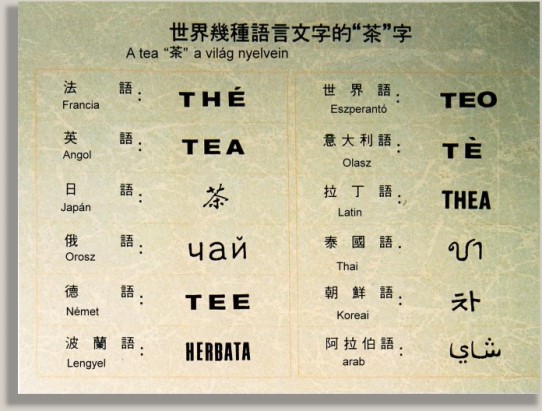 世界幾種語言文字的“茶”字
A tea “茶” a világ nyelvein
法 語： THÉ
Francia
英 語： TEA
Angol
日 語： 茶
Japán
俄 語： чай
Orosz
德 語： TEE
Német
波 蘭 語： HERBATA
Lengyel
世 界 語： TEO
Eszperantó
意 大 利 語： TÈ
Olasz
拉 丁 語： THEA
Latin
泰 國 語： ชา
Thai
朝 鮮 語： 차
Koreai
阿 拉 伯 語： شاي
arab